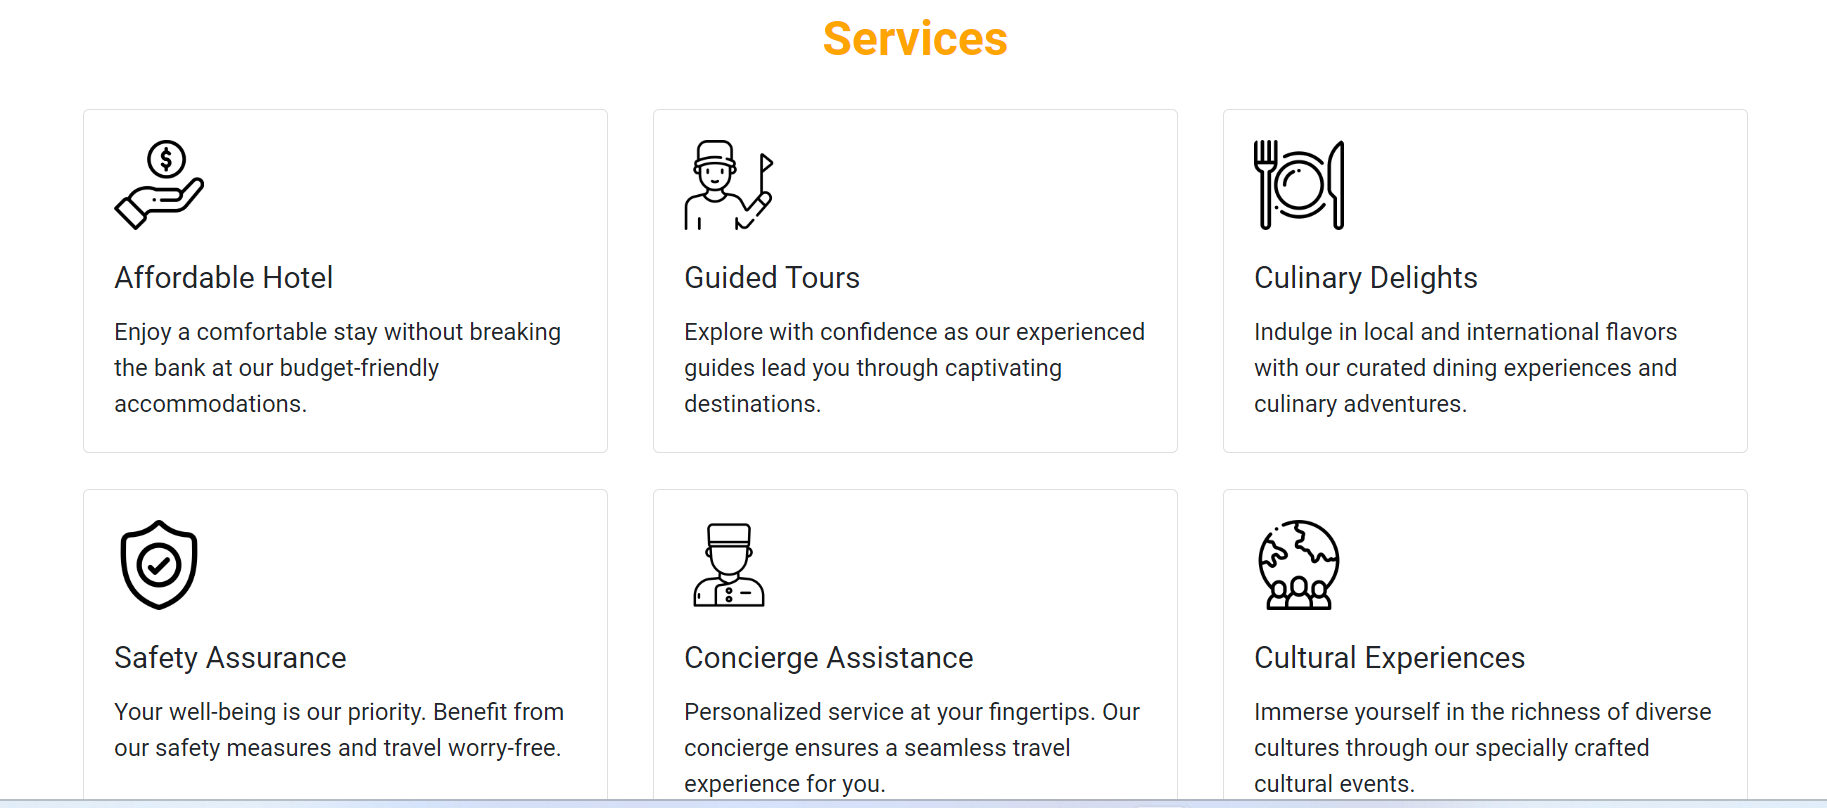 Services
$
Affordable Hotel
Enjoy a comfortable stay without breaking
the bank at our budget-friendly
accommodations.
Guided Tours
Explore with confidence as our experienced
guides lead you through captivating
destinations.
Culinary Delights
Indulge in local and international flavors
with our curated dining experiences and
culinary adventures.
Safety Assurance
Your well-being is our priority. Benefit from
our safety measures and travel worry-free.
Concierge Assistance
Personalized service at your fingertips. Our
concierge ensures a seamless travel
experience for you.
Cultural Experiences
Immerse yourself in the richness of diverse
cultures through our specially crafted
cultural events.